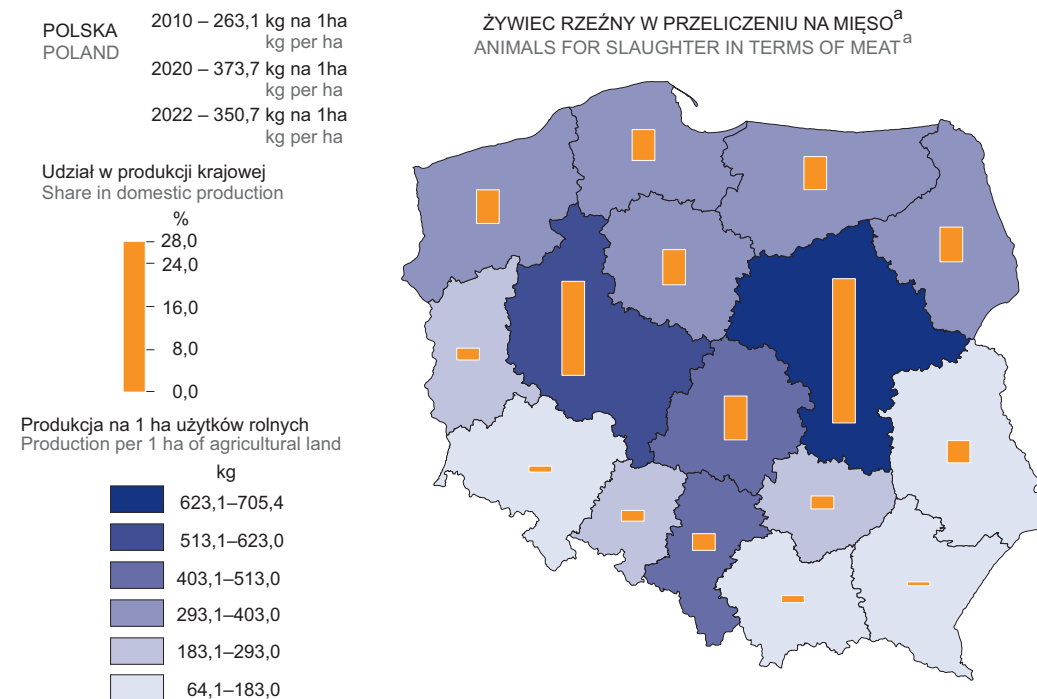 POLSKA
POLAND
2010 – 263,1 kg na 1ha
kg per ha
2020 – 373,7 kg na 1ha
kg per ha
2022 – 350,7 kg na 1ha
kg per ha
ŻYWIEC RZEŹNY W PRZELICZENIU NA MIĘSOa
ANIMALS FOR SLAUGHTER IN TERMS OF MEATa
Udział w produkcji krajowej
Share in domestic production
%
28,0
24,0
16,0
8,0
0,0
Produkcja na 1 ha użytków rolnych
Production per 1 ha of agricultural land
kg
623,1–705,4
513,1–623,0
403,1–513,0
293,1–403,0
183,1–293,0
64,1–183,0